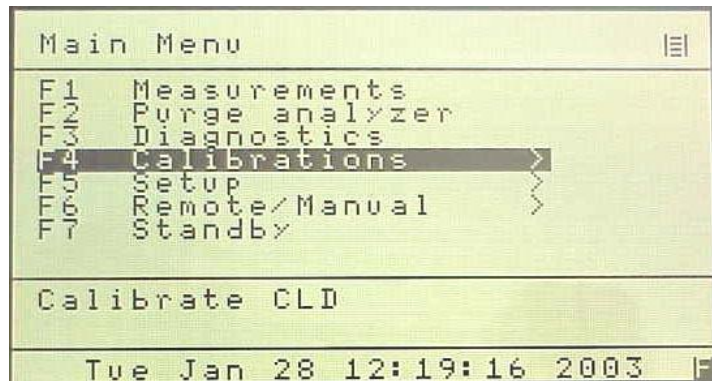 Main Menu
F1 Measurements
F2 Purge analyzer
F3 Diagnostics
F4 Calibrations >
F5 Setup >
F6 Remote/Manual >
F7 Standby
Calibrate CLD
Tue Jan 28 12:19:16 2003 F